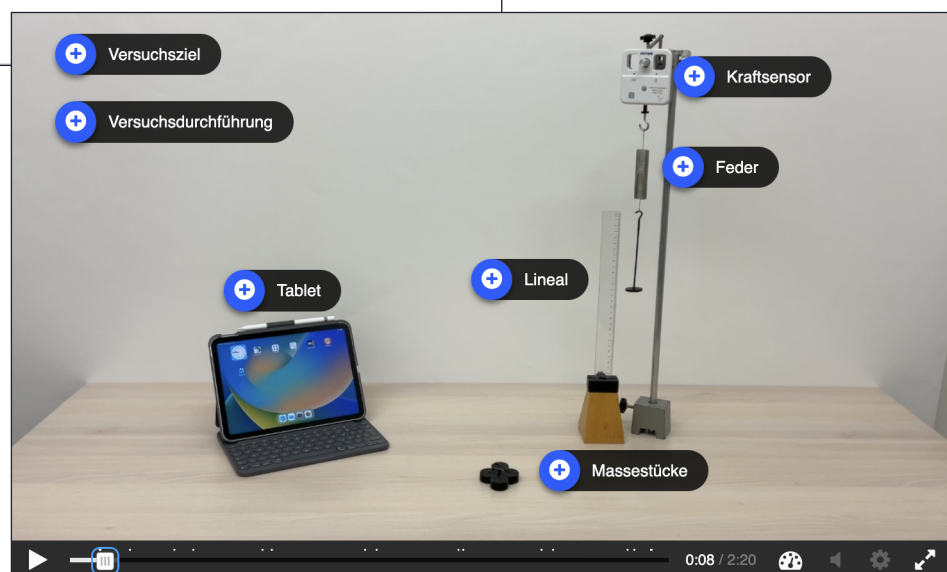 Versuchsziel
Versuchsdurchführung
Kraftsensor
Feder
Lineal
Tablet
Massestücke
0:08 / 2:20